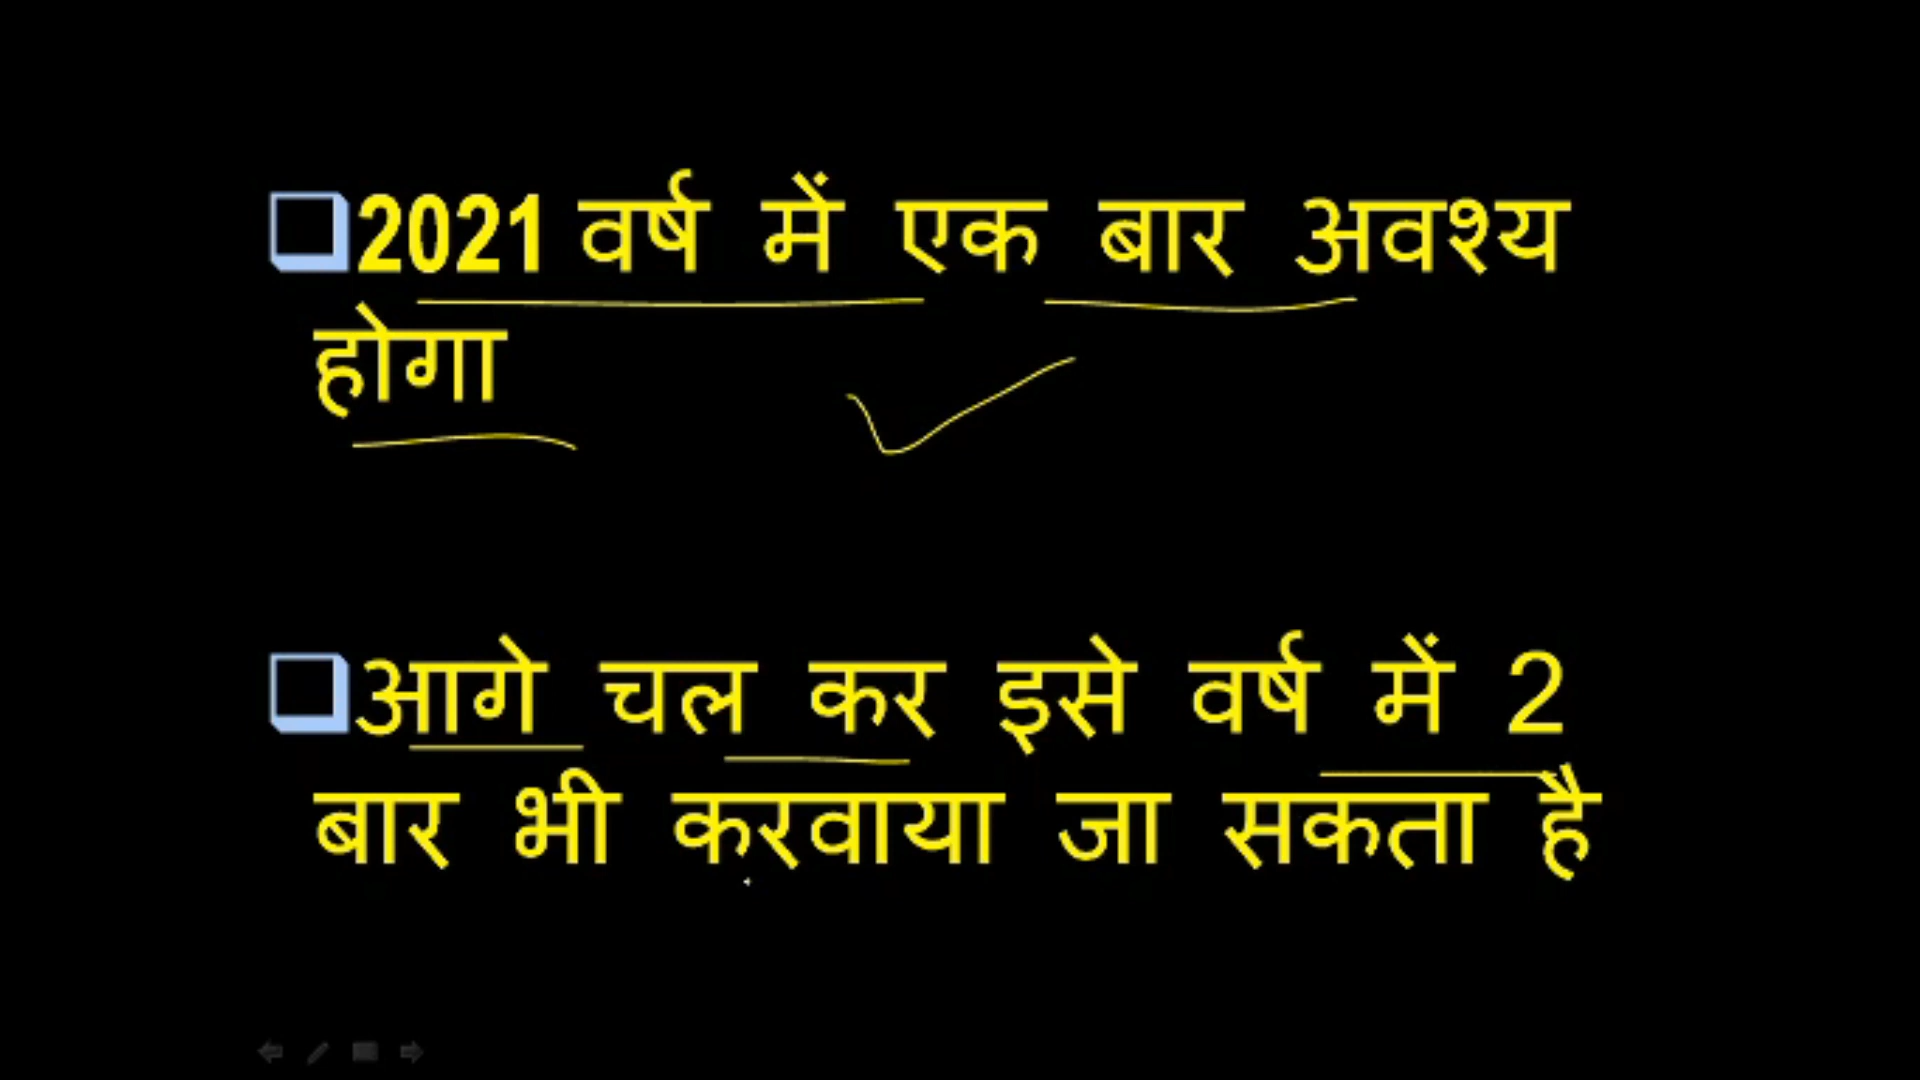 2021 वर्ष में एक बार अवश्य
होगा
आगे चल कर इसे वर्ष में 2
बार भी करवाया जा सकता है